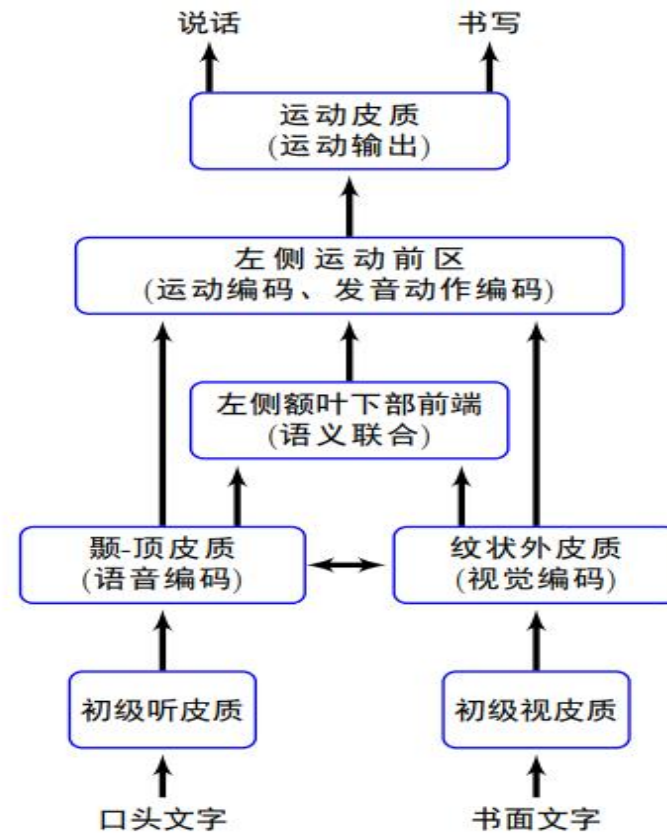 说话 书写
运动皮质
(运动输出)
左侧运动前区
(运动编码、发音动作编码)
左侧额叶下部前端
(语义联合)
颞-顶皮质
(语音编码)
纹状外皮质
(视觉编码)
初级听皮质
初级视皮质
口头文字 书面文字